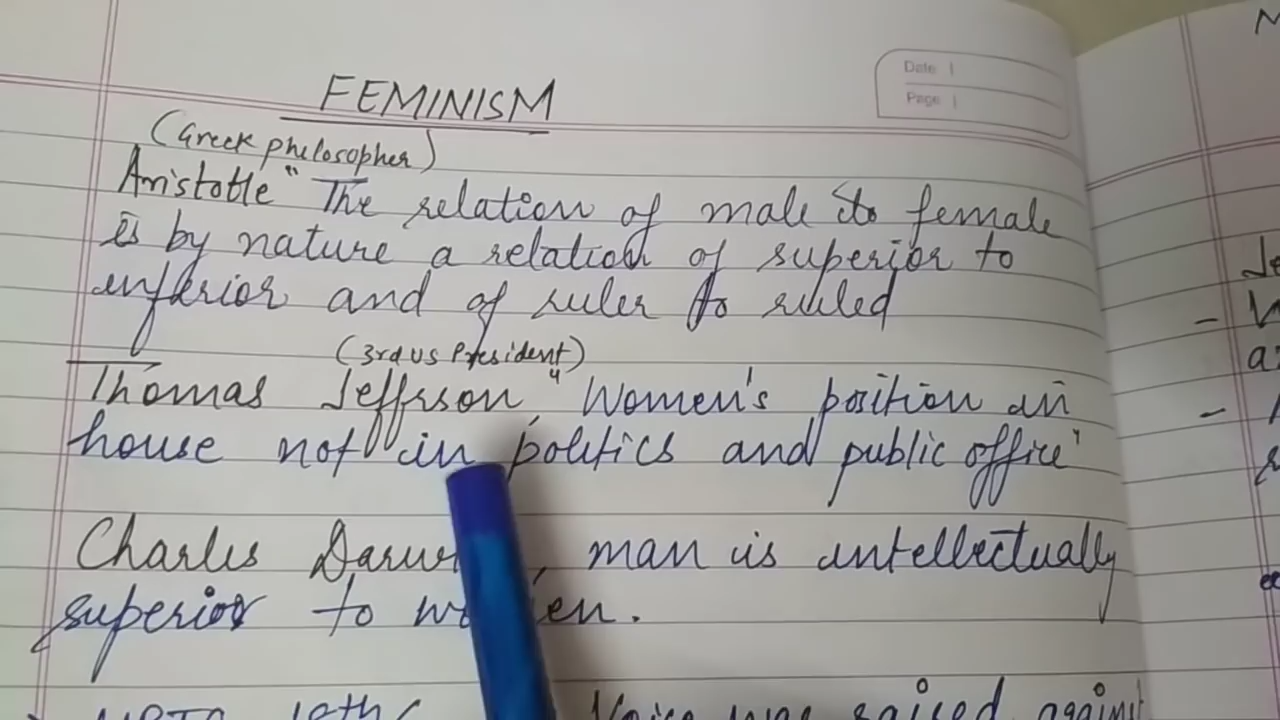 Date
Page
FEMINISM
(Greek philosopher)
Aristotle "The relation of male to female
is by nature a relation of superior to
inferior and of ruler to ruled
(3rd US President)
Thomas Jeffrson, "Women's position in
house not in politics and public office"
Charles man is intellectually
superior to
raised against